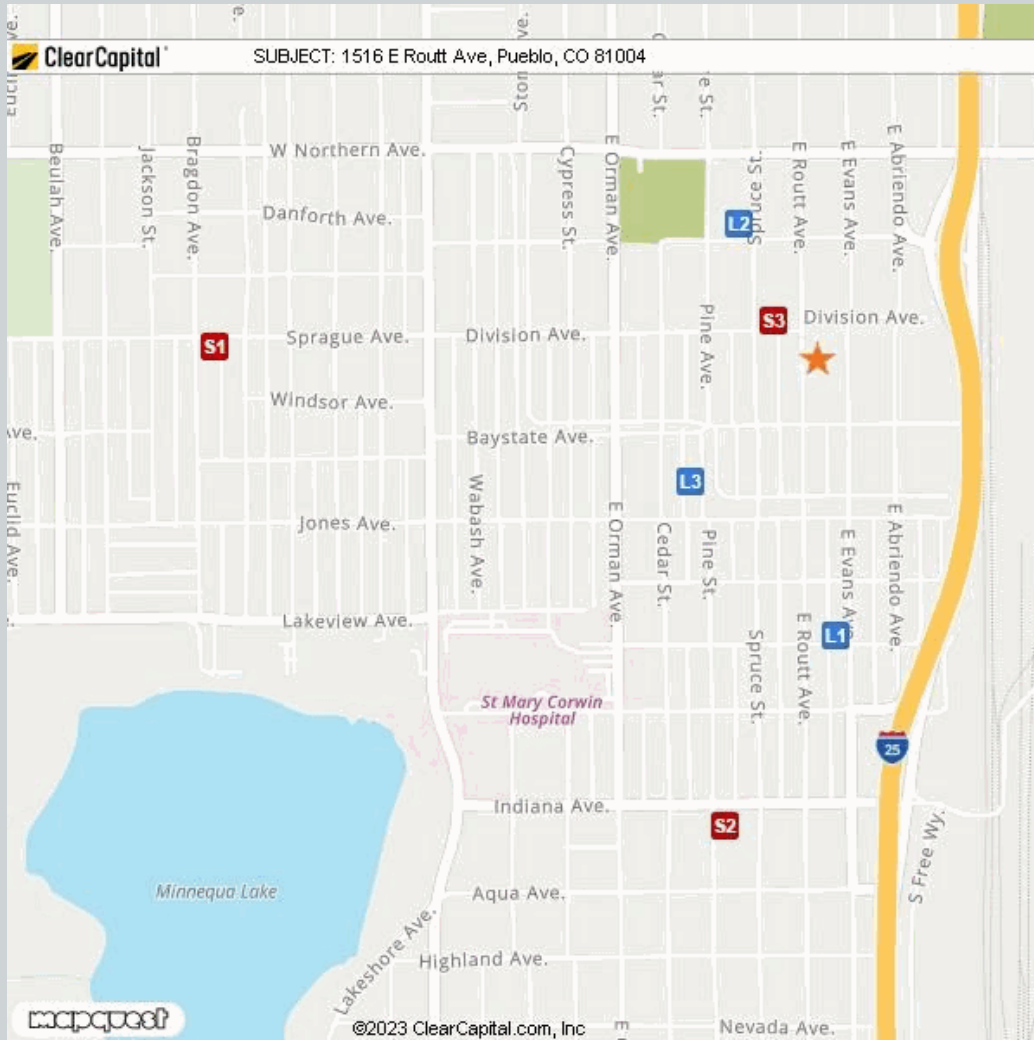 ClearCapital
SUBJECT: 1516 E Routt Ave, Pueblo, CO 81004
ar St.
e St.
W Northern Ave.
Beulah Ave.
Jackson St.
Bragdon Ave.
Cypress St.
E Orman Ave.
Spruce St.
E Routt Ave.
E Evans Ave.
E Abriendo Ave.
Danforth Ave.
L2
S1
Sprague Ave.
Division Ave.
Pine Ave.
S3
Division Ave.
Windsor Ave.
Ave.
Baystate Ave.
Euclid Ave.
Wabash Ave.
L3
Jones Ave.
E Orman Ave.
Cedar St.
Pine St.
E Evans Ave.
E Abriendo Ave.
Lakeview Ave.
L1
Spruce St.
E Routt Ave.
St Mary Corwin
Hospital
25
Indiana Ave.
S2
S Free Wy.
Minnequa Lake
Aqua Ave.
Lakeshore Ave.
Highland Ave.
mapquest
©2023 ClearCapital.com, Inc
E
Nevada Ave.